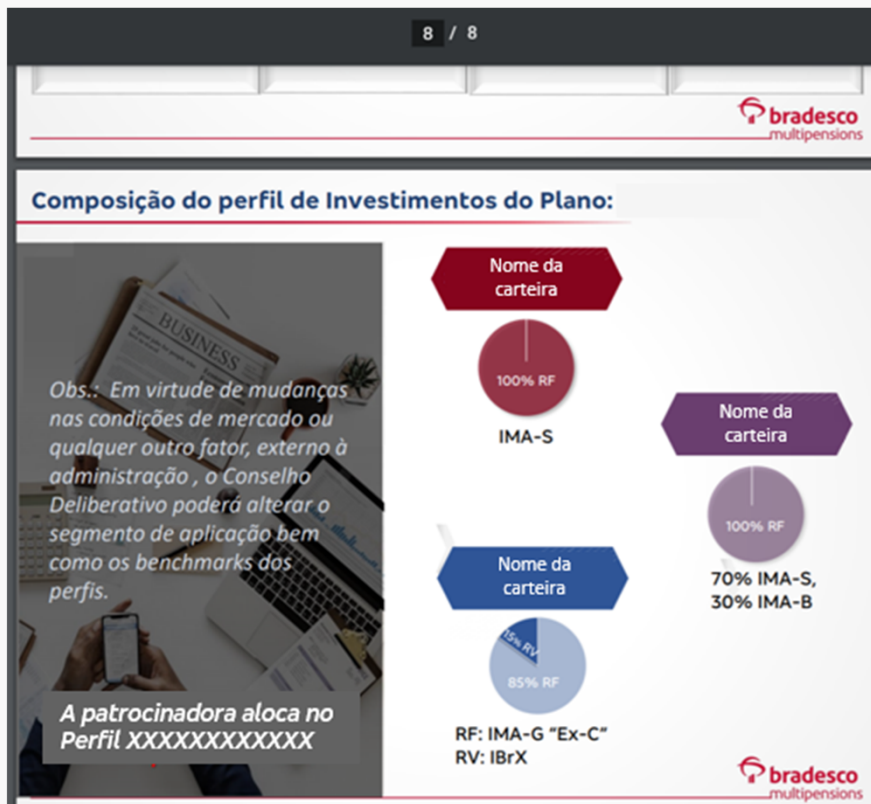 8 / 8
bradesco
multipensions
Composição do perfil de Investimentos do Plano:
BUSINESS
Obs.: Em virtude de mudanças
nas condições de mercado ou
qualquer outro fator, externo à
administração , o Conselho
Deliberativo poderá alterar o
segmento de aplicação bem
como os benchmarks dos
perfis.
A patrocinadora aloca no
Perfil XXXXXXXXXXXX
Nome da
carteira
100% RF
IMA-S
Nome da
carteira
100% RF
70% IMA-S,
30% IMA-B
Nome da
carteira
15% RV
85% RF
RF: IMA-G “Ex-C”
RV: IBrX
bradesco
multipensions